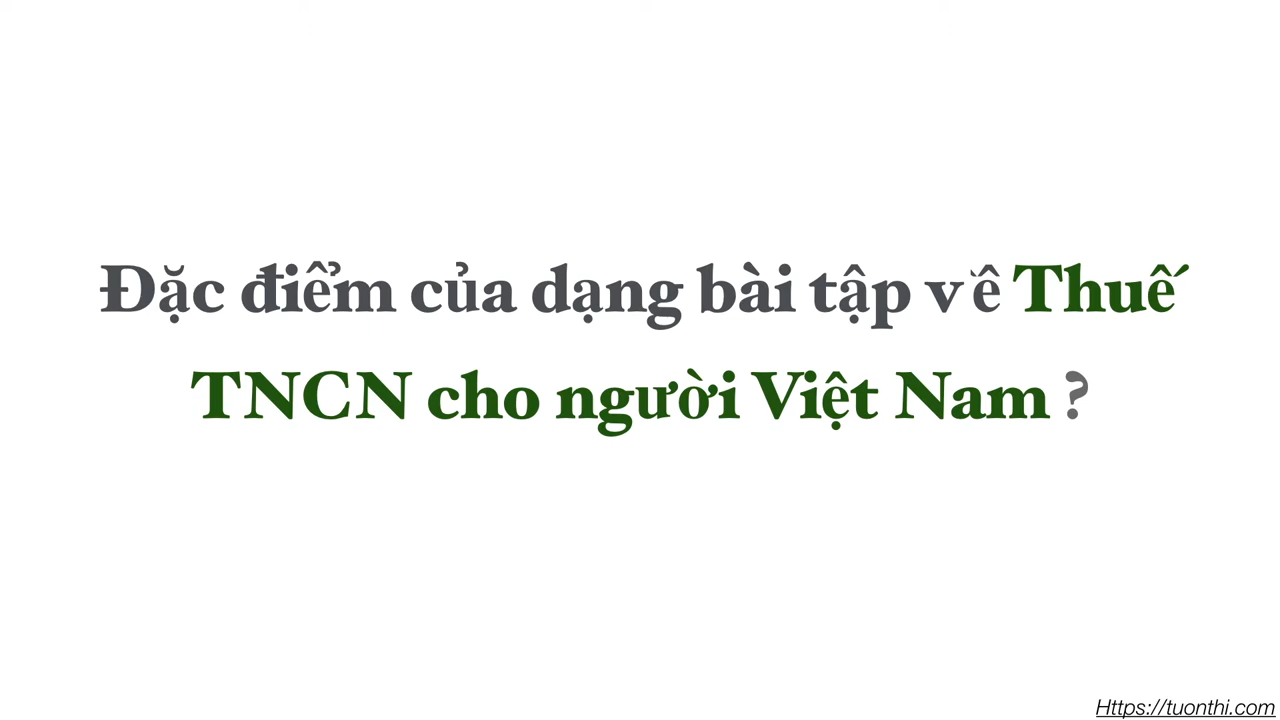 Đặc điểm của dạng bài tập về Thuế
TNCN cho người Việt Nam ?
Https://tuonthi.com